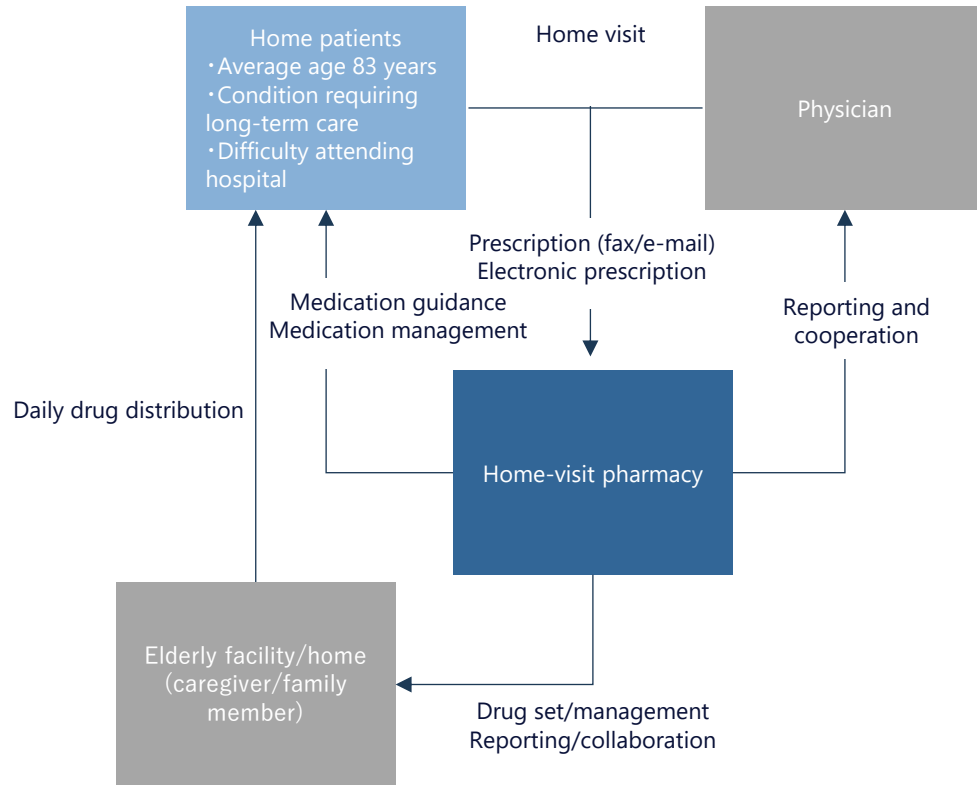 Home patients
・Average age 83 years
・Condition requiring
long-term care
・Difficulty attending
hospital
Home visit
Physician
Prescription (fax/e-mail)
Electronic prescription
Medication guidance
Medication management
Reporting and
cooperation
Daily drug distribution
Home-visit pharmacy
Elderly facility/home
(caregiver/family
member)
Drug set/management
Reporting/collaboration